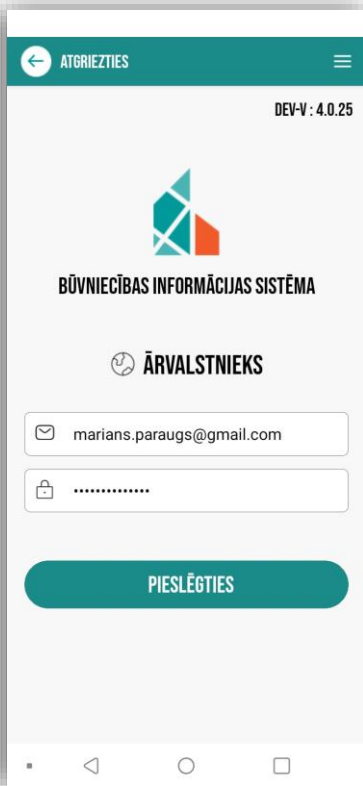 ATGRIEZTIES
DEV-V : 4.0.25
BŪVNIECĪBAS INFORMĀCIJAS SISTĒMA
ĀRVALSTNIEKS
marians.paraugs@gmail.com
••••••••••••••
PIESLĒGTIES